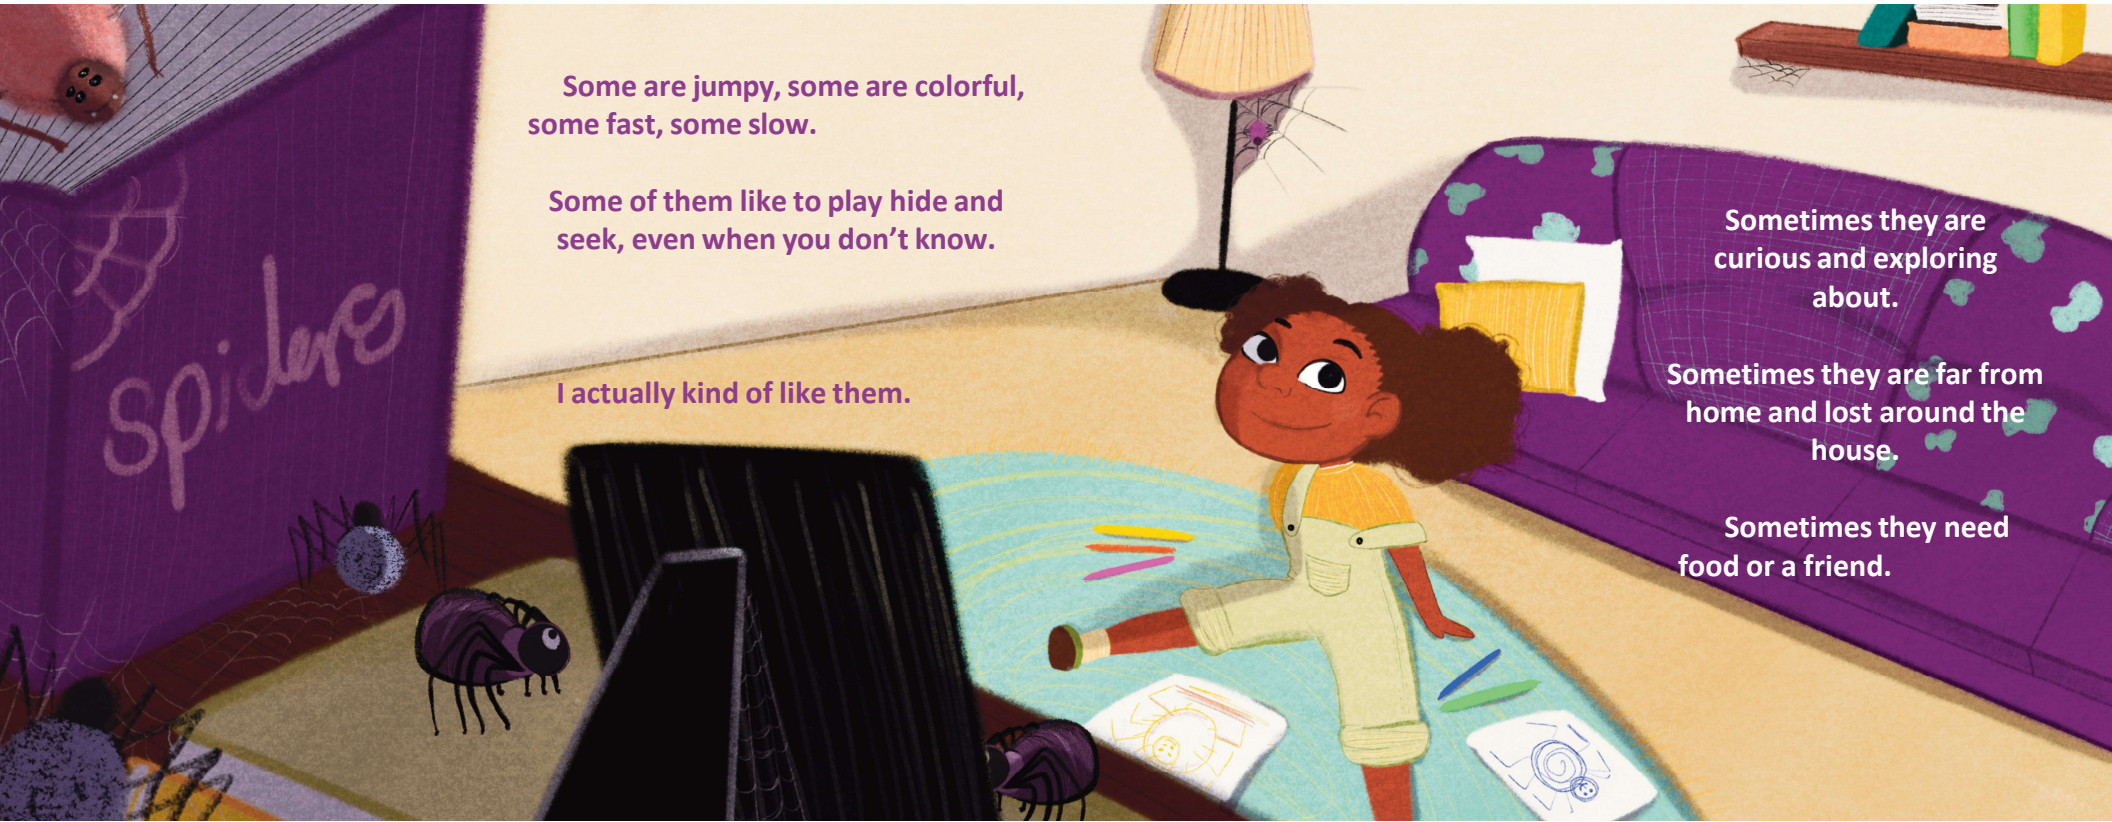 Spiders
Some are jumpy, some are colorful,
some fast, some slow.
Some of them like to play hide and
seek, even when you don't know.
I actually kind of like them.
Sometimes they are
curious and exploring
about.
Sometimes they are far from
home and lost around the
house.
Sometimes they need
food or a friend.